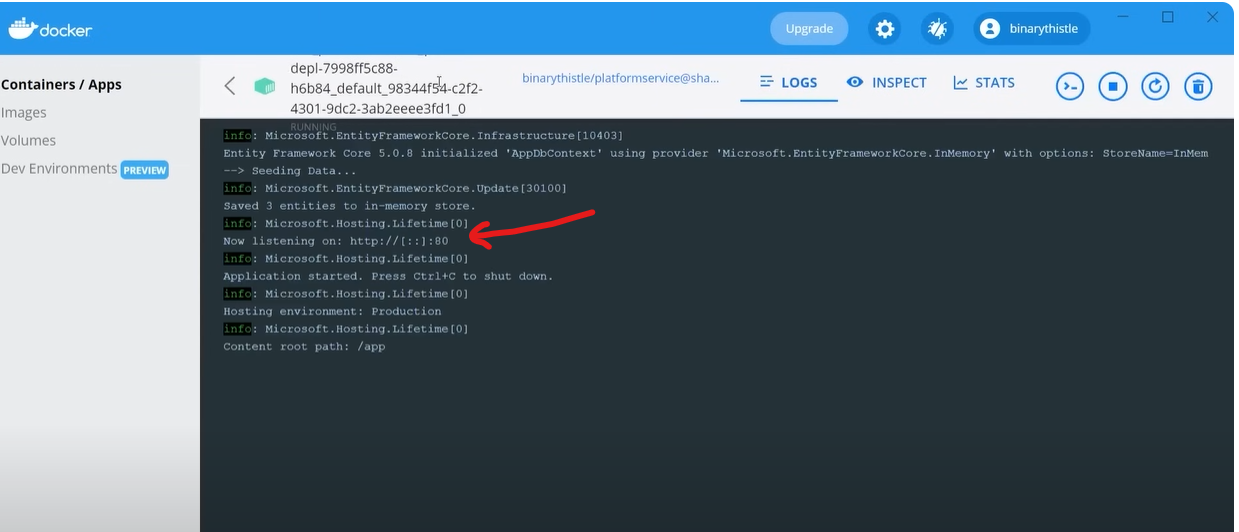 docker
Upgrade
binarythistle
Containers / Apps
Images
Volumes
Dev Environments PREVIEW
depl-7998ff5c88-
h6b84_default_98344f54-c2f2-
4301-9dc2-3ab2eeee3fd1_0
RUNNING
binarythistle/platformservice@sha...
LOGS
INSPECT
STATS
info: Microsoft.EntityFrameworkCore.Infrastructure[10403]
Entity Framework Core 5.0.8 initialized 'AppDbContext' using provider 'Microsoft.EntityFrameworkCore.InMemory' with options: StoreName=InMem
--> Seeding Data...
info: Microsoft.EntityFrameworkCore.Update[30100]
Saved 3 entities to in-memory store.
info: Microsoft.Hosting.Lifetime[0]
Now listening on: http://[::]:80
info: Microsoft.Hosting.Lifetime[0]
Application started. Press Ctrl+C to shut down.
info: Microsoft.Hosting.Lifetime[0]
Hosting environment: Production
info: Microsoft.Hosting.Lifetime[0]
Content root path: /app